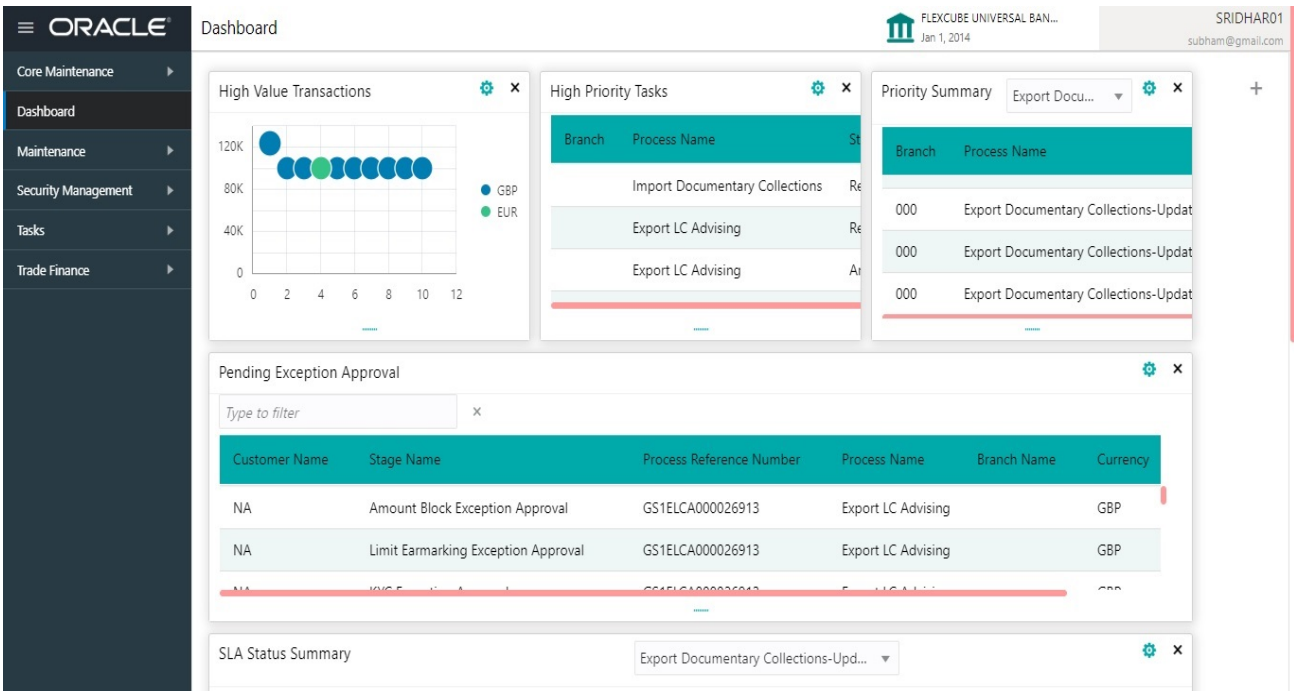 ORACLE
Dashboard
FLEXCUBE UNIVERSAL BAN...
Jan 1, 2014
SRIDHAR01
subham@gmail.com
Core Maintenance
Dashboard
Maintenance
Security Management
Tasks
Trade Finance
High Value Transactions
120K
80K
40K
0
0 2 4 6 8 10 12
GBP
EUR
High Priority Tasks
Branch Process Name St
Import Documentary Collections Re
Export LC Advising Re
Export LC Advising Ar
Priority Summary Export Docu...
Branch Process Name
000 Export Documentary Collections-Updat
000 Export Documentary Collections-Updat
000 Export Documentary Collections-Updat
Pending Exception Approval
Type to filter
Customer Name Stage Name Process Reference Number Process Name Branch Name Currency
NA Amount Block Exception Approval GS1ELCA000026913 Export LC Advising GBP
NA Limit Earmarking Exception Approval GS1ELCA000026913 Export LC Advising GBP
SLA Status Summary Export Documentary Collections-Upd...